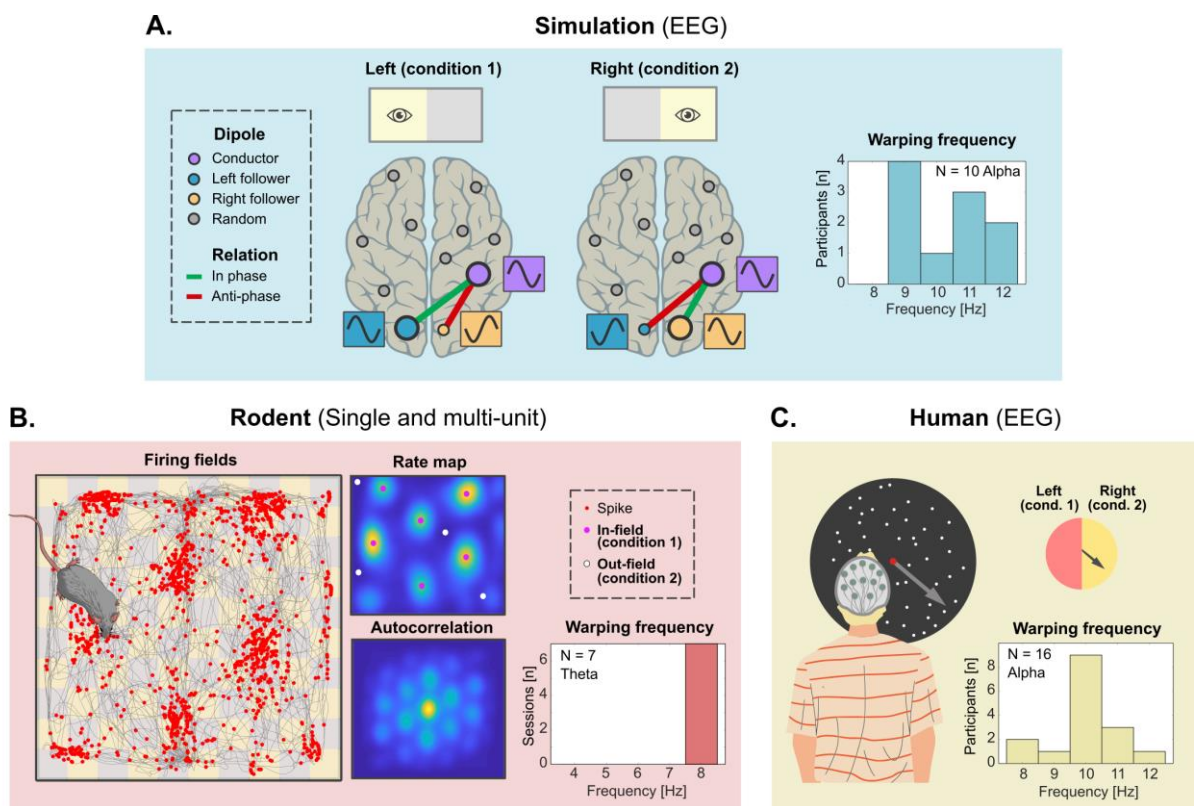 A.
Simulation (EEG)
Left (condition 1)
Right (condition 2)
Dipole
Conductor
Left follower
Right follower
Random
Relation
In phase
Anti-phase
Warping frequency
N = 10 Alpha
Participants [n]
4
3
2
1
0
8 9 10 11 12
Frequency [Hz]
B.
Rodent (Single and multi-unit)
Firing fields
Rate map
Autocorrelation
Spike
In-field
(condition 1)
Out-field
(condition 2)
Warping frequency
N = 7
Theta
Sessions [n]
6
4
2
0
4 5 6 7 8
Frequency [Hz]
C.
Human (EEG)
Left
(cond. 1)
Right
(cond. 2)
Warping frequency
N = 16
Alpha
Participants [n]
8
6
4
2
0
8 9 10 11 12
Frequency [Hz]